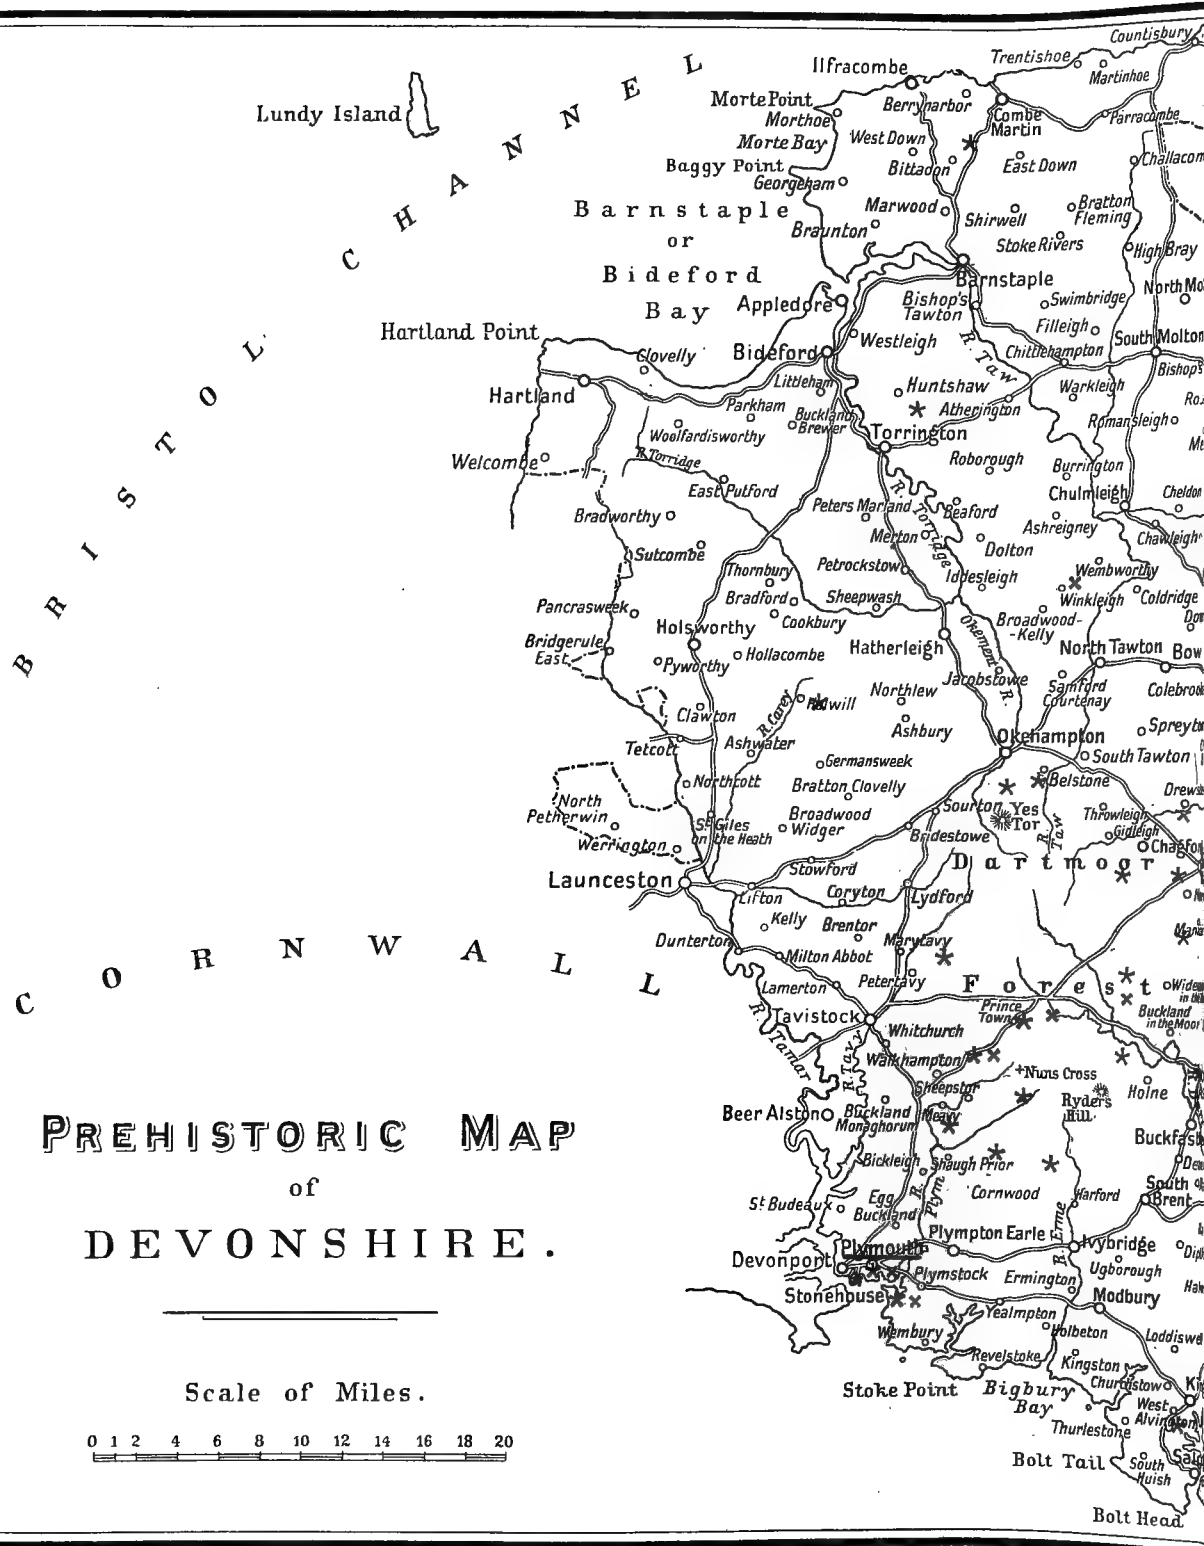 Countisbury
Trentishoe
Martinhoe
Ilfracombe
Lundy Island
BRISTOL CHANNEL
Morte Point
Morthoe
Berrynarbor
Combe
Martin
Parracombe
Morte Bay
West Down
Bittadon
East Down
Baggy Point
Georgeham
Marwood
Shirwell
Bratton
Fleming
Barnstaple
or
Bideford
Bay
Braunton
Stoke Rivers
High Bray
Barnstaple
Appledore
Bishop's
Tawton
Swimbridge
Filleigh
Hartland Point
Clovelly
Bideford
Westleigh
R. Taw
Chittlehampton
South Molton
Bishop's
Hartland
Littleham
Huntshaw
Warkleigh
Parkham
Buckland
Brewer
Atherington
Romansleigh
Woolfardisworthy
Torrington
Welcombe
R. Torridge
Roborough
Burrington
East Putford
Chulmleigh
Cheldon
Bradworthy
Peters Marland
R. Torridge
Beaford
Ashreigney
Chawleigh
Sutcombe
Merton
Dolton
Thornbury
Petrockstow
Iddesleigh
Wembworthy
Bradford
Sheepwash
Winkleigh
Coldridge
Pancrasweek
Cookbury
Broadwood-
-Kelly
Holsworthy
Okement R.
Bridgerule
East
Hatherleigh
North Tawton
Bow
Pyworthy
Hollacombe
Jacobstowe
Samford
Courtenay
Northlew
Clawton
R. Carey
Halwill
Ashbury
Okehampton
Tetcott
Ashwater
Germansweek
South Tawton
Northcott
Bratton Clovelly
Belstone
North
Petherwin
Broadwood
Widger
Sourton
Yes
Tor
Throwleigh
Gidleigh
St Giles
on the Heath
Bridestowe
R. Taw
Werrington
Dartmoor
Stowford
Launceston
Lifton
Coryton
Lydford
Kelly
Brentor
CORNWALL
Dunterton
Marytavy
Milton Abbot
Lamerton
Petertavy
Forest
Prince
Town
Buckland
in the Moor
Tavistock
R. Tamar
R. Tavy
Whitchurch
Walkhampton
Nuns Cross
Sheepstor
Ryders
Hill
Holne
Beer Alston
Buckland
Monaghorum
Meavy
PREHISTORIC MAP
of
DEVONSHIRE.
Bickleigh
Shaugh Prior
South
Brent
St Budeaux
Egg
Buckland
R. Plym
Cornwood
Harford
R. Erme
Plympton Earle
Ivybridge
Devonport
Plymouth
Ugborough
Plymstock
Ermington
Stonehouse
Modbury
Yealmpton
Wembury
Holbeton
Revelstoke
Kingston
Churchstow
Scale of Miles.
Stoke Point
Bigbury
Bay
West
Alvington
Thurlestone
0 1 2 4 6 8 10 12 14 16 18 20
Bolt Tail
South
Huish
Bolt Head